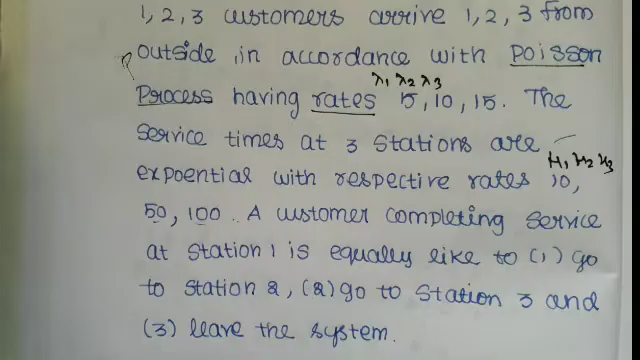 1, 2, 3 customers arrive 1, 2, 3 from
outside in accordance with Poisson
λ1 λ2 λ3
Process having rates 5, 10, 15. The
service times at 3 stations are
μ1 μ2 μ3
expoential with respective rates 10,
50, 100. A customer completing service
at station 1 is equally like to (1) go
to station 2, (2) go to station 3 and
(3) leave the system.